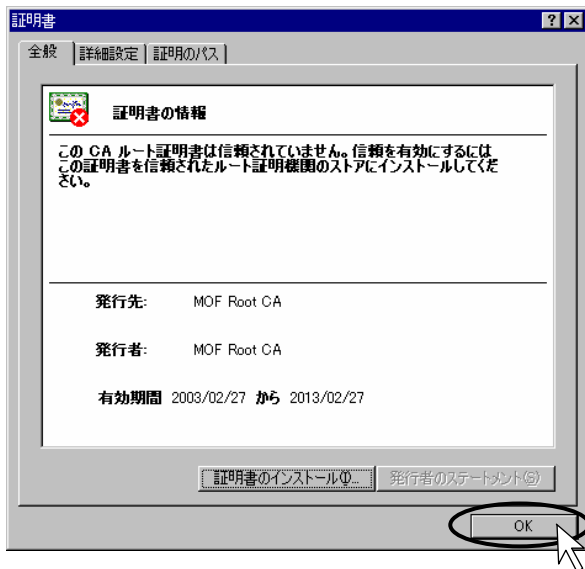 証明書
全般 詳細設定 証明のパス
証明書の情報
この CA ルート証明書は信頼されていません。信頼を有効にするには
この証明書を信頼されたルート証明機関のストアにインストールしてくだ
さい。
発行先: MOF Root CA
発行者: MOF Root CA
有効期間 2003/02/27 から 2013/02/27
証明書のインストール(I)... 発行者のステートメント(S)
OK